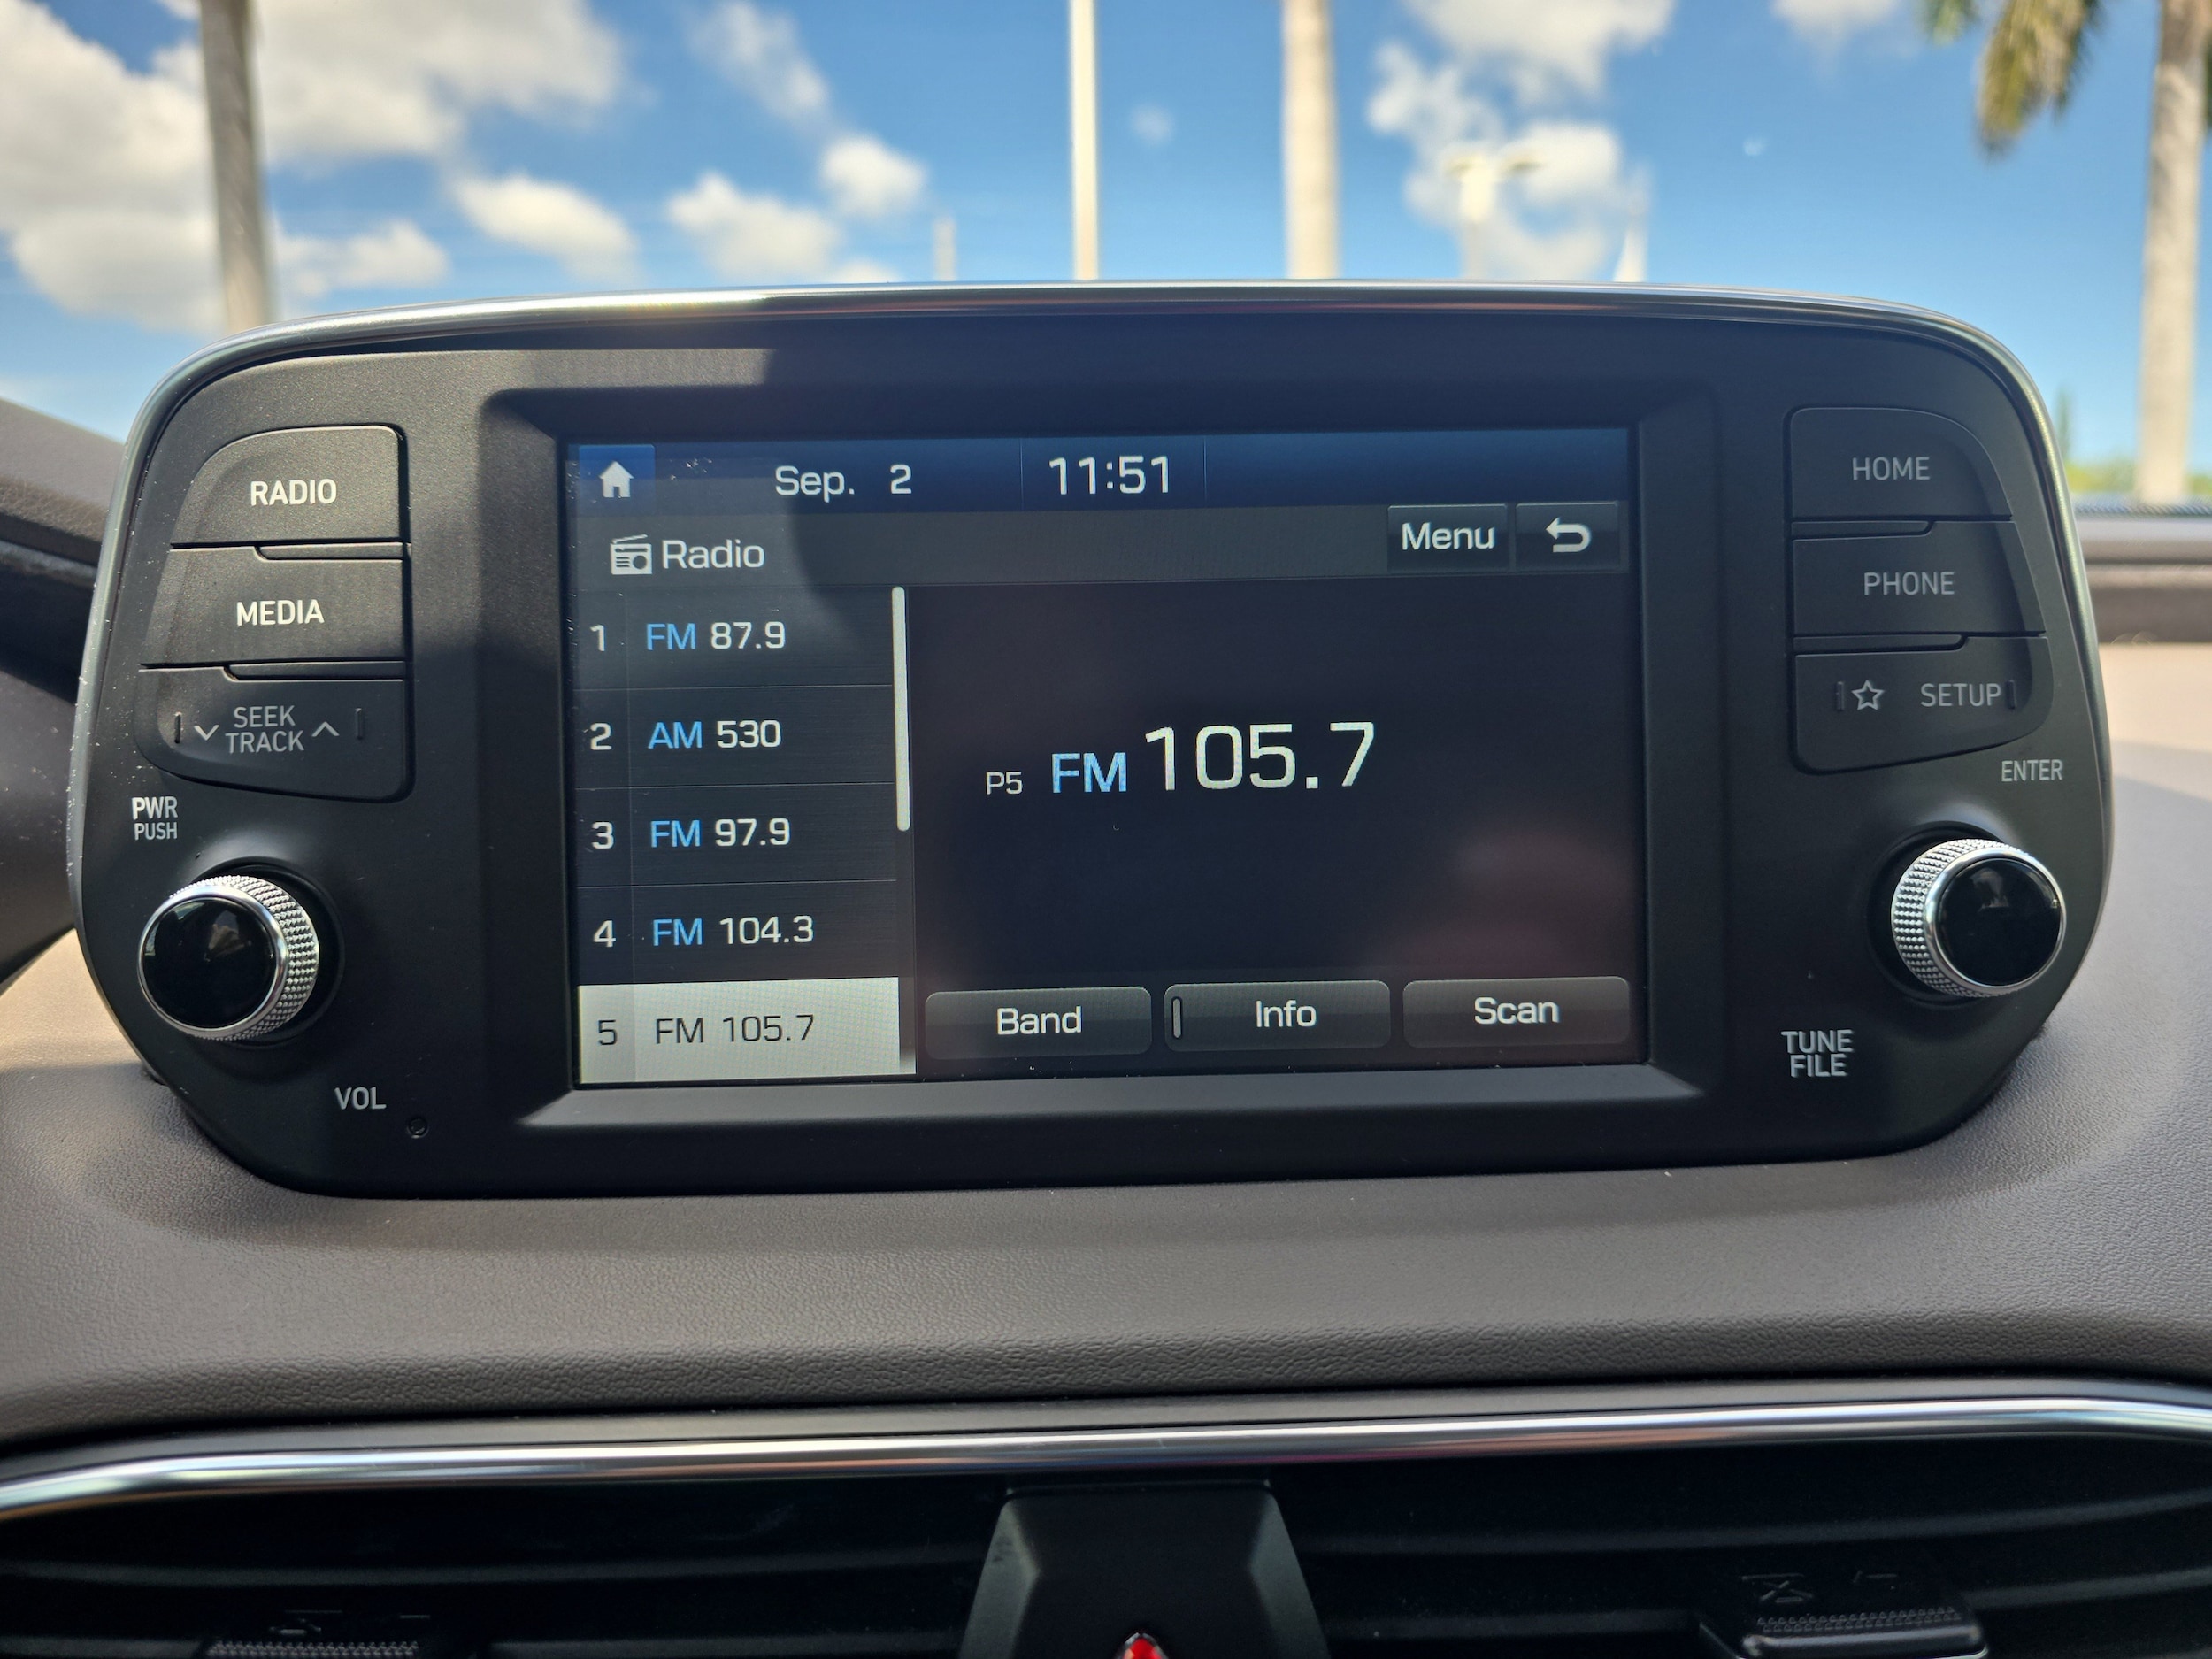 RADIO
MEDIA
SEEK
TRACK
PWR
PUSH
VOL
Sep. 2 11:51
Radio
Menu
1 FM 87.9
2 AM 530
3 FM 97.9
4 FM 104.3
5 FM 105.7
P5 FM 105.7
Band Info Scan
HOME
PHONE
SETUP
ENTER
TUNE
FILE